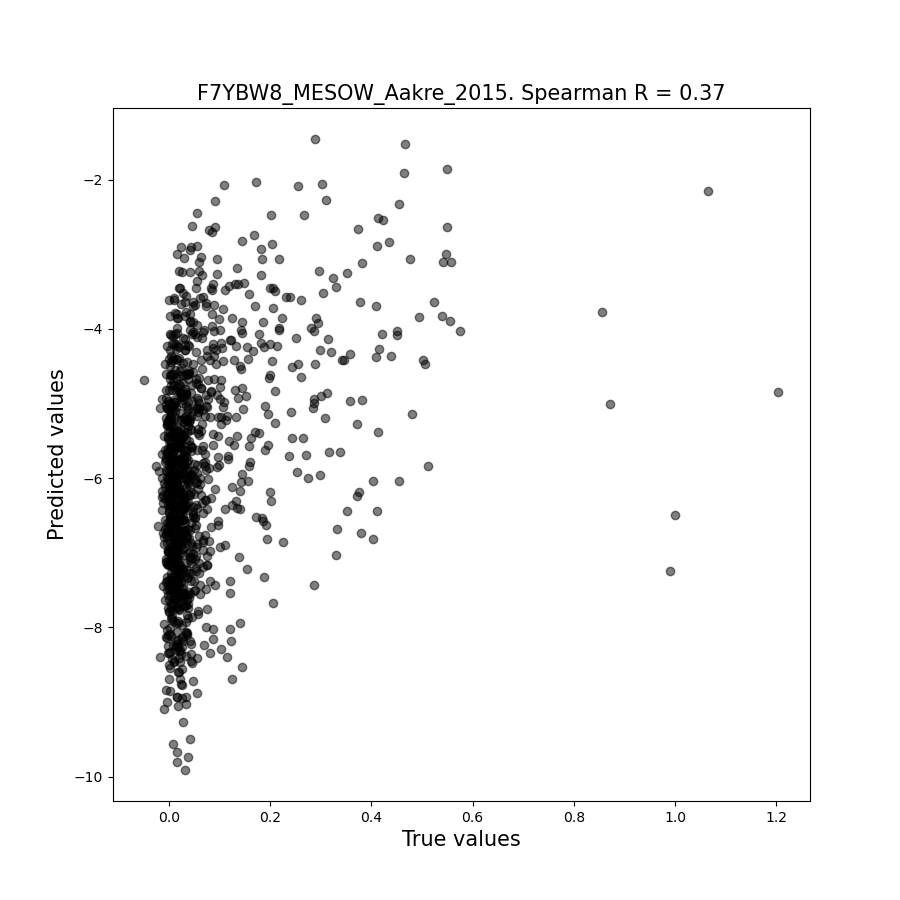 F7YBW8_MESOW_Aakre_2015. Spearman R = 0.37
Predicted values
−2
−4
−6
−8
−10
0.0 0.2 0.4 0.6 0.8 1.0 1.2
True values